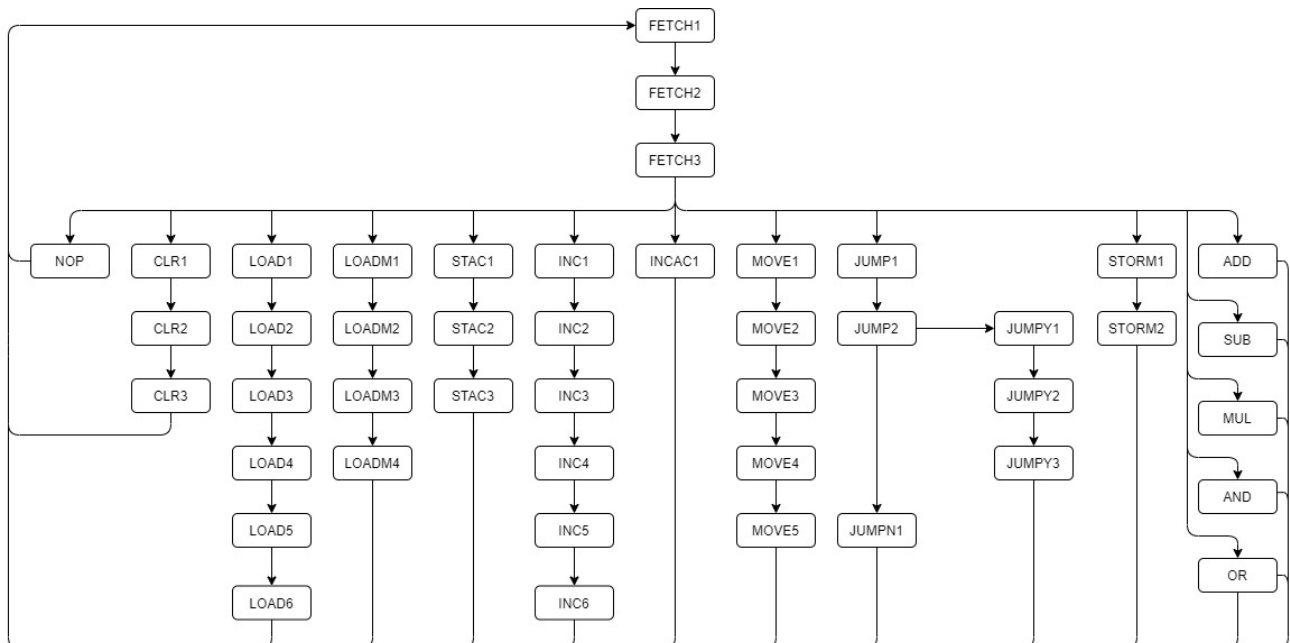 FETCH1
FETCH2
FETCH3
NOP
CLR1
LOAD1
LOADM1
STAC1
INC1
INCAC1
MOVE1
JUMP1
STORM1
ADD
CLR2
LOAD2
LOADM2
STAC2
INC2
MOVE2
JUMP2
JUMPY1
STORM2
SUB
CLR3
LOAD3
LOADM3
STAC3
INC3
MOVE3
JUMPY2
MUL
LOAD4
LOADM4
INC4
MOVE4
JUMPY3
AND
LOAD5
INC5
MOVE5
JUMPN1
OR
LOAD6
INC6